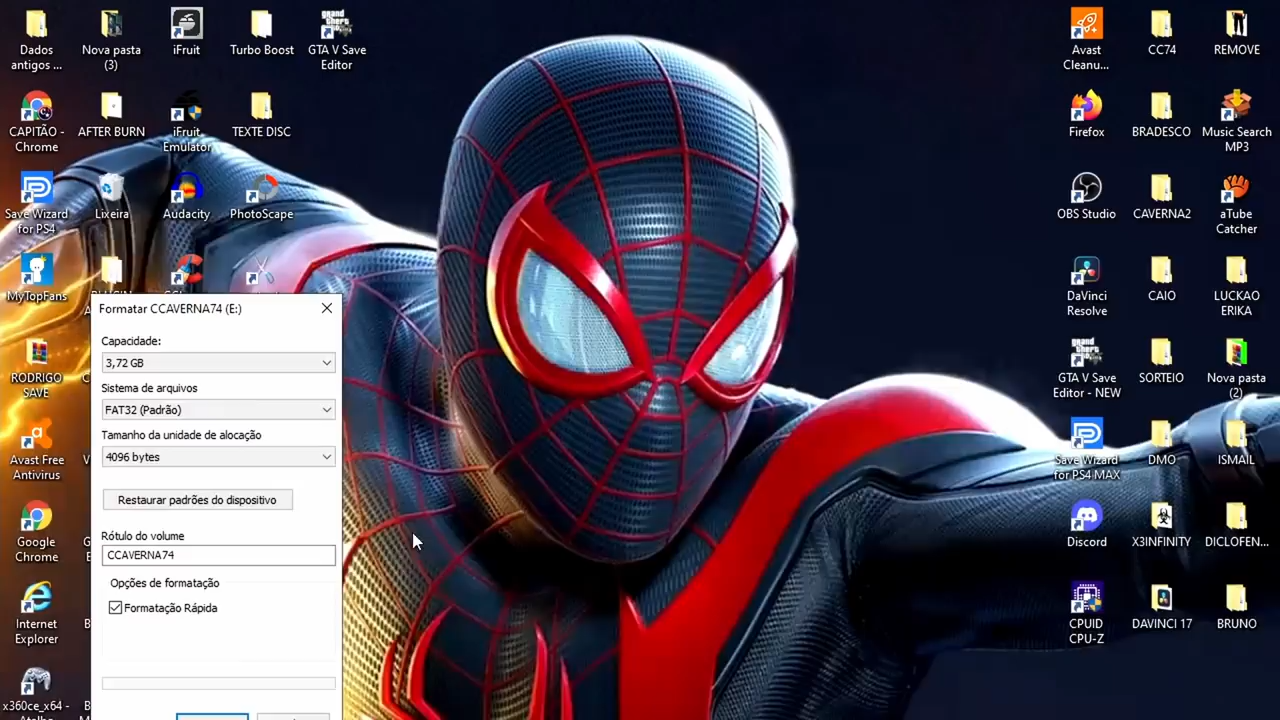 Dados
antigos ...
Nova pasta
(3)
iFruit
Turbo Boost
GTA V Save
Editor
CAPITÃO -
Chrome
AFTER BURN
iFruit
Emulator
TEXTE DISC
Save Wizard
for PS4
Lixeira
Audacity
PhotoScape
MyTopFans
RODRIGO
SAVE
Avast Free
Antivirus
Google
Chrome
Internet
Explorer
x360ce_x64 -
Formatar CCAVERNA74 (E:)
Capacidade:
3,72 GB
Sistema de arquivos
FAT32 (Padrão)
Tamanho da unidade de alocação
4096 bytes
Restaurar padrões do dispositivo
Rótulo do volume
CCAVERNA74
Opções de formatação
Formatação Rápida
Avast
Cleanu...
CC74
REMOVE
Firefox
BRADESCO
Music Search
MP3
OBS Studio
CAVERNA2
aTube
Catcher
DaVinci
Resolve
CAIO
LUCKAO
ERIKA
GTA V Save
Editor - NEW
SORTEIO
Nova pasta
(2)
Save Wizard
for PS4 MAX
DMO
ISMAIL
Discord
X3INFINITY
DICLOFEN...
CPUID
CPU-Z
DAVINCI 17
BRUNO